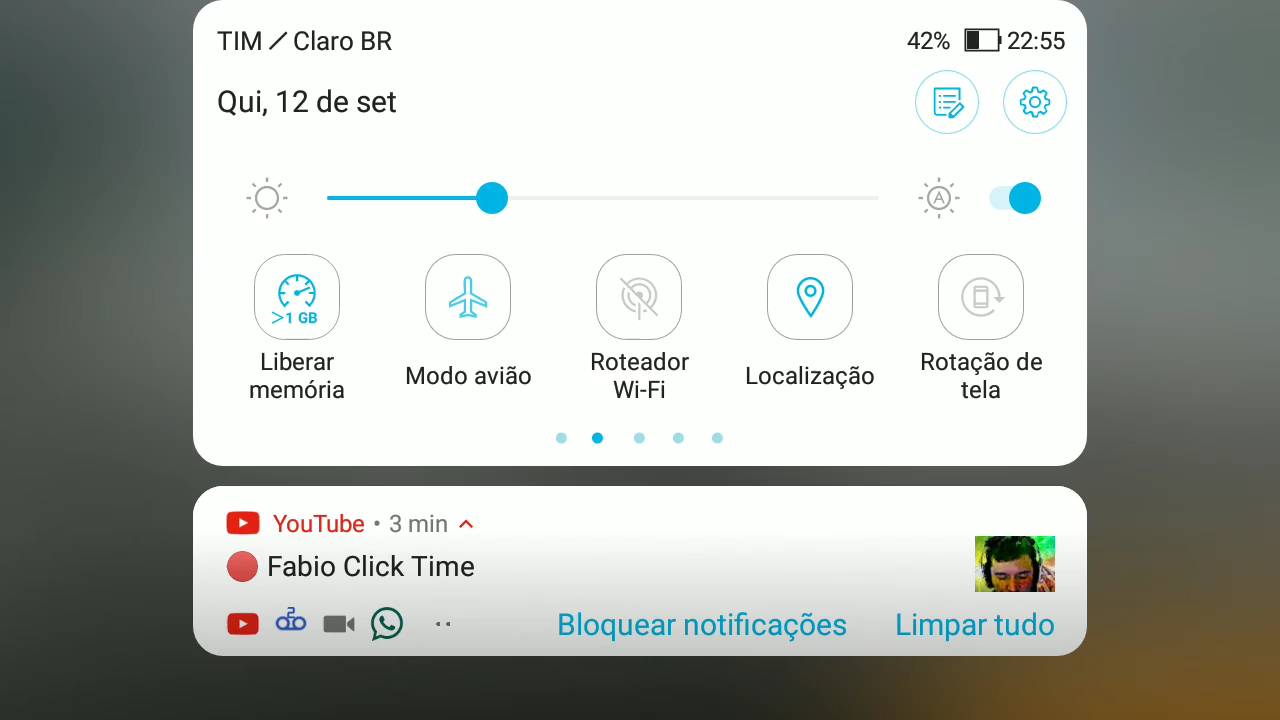 TIM / Claro BR
42%
22:55
Qui, 12 de set
A
>1 GB
Liberar
memória
Modo avião
Roteador
Wi-Fi
Localização
Rotação de
tela
YouTube • 3 min
Fabio Click Time
Bloquear notificações
Limpar tudo